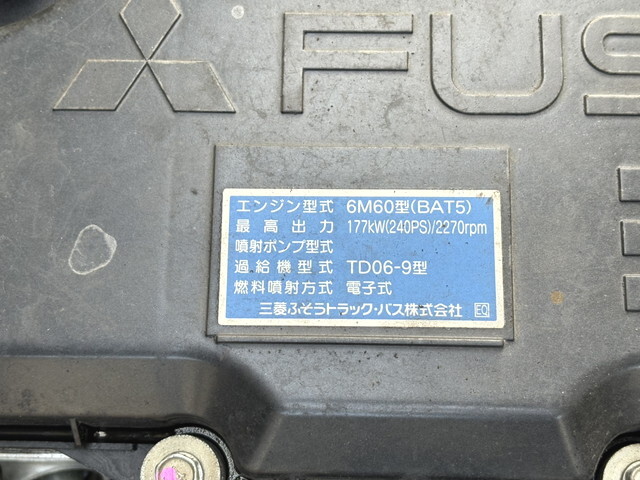 FUS
エンジン型式 6M60型(BAT5)
最高出力 177kW(240PS)/2270rpm
噴射ポンプ型式
過給機型式 TD06-9型
燃料噴射方式 電子式
三菱ふそうトラック・バス株式会社 EQ